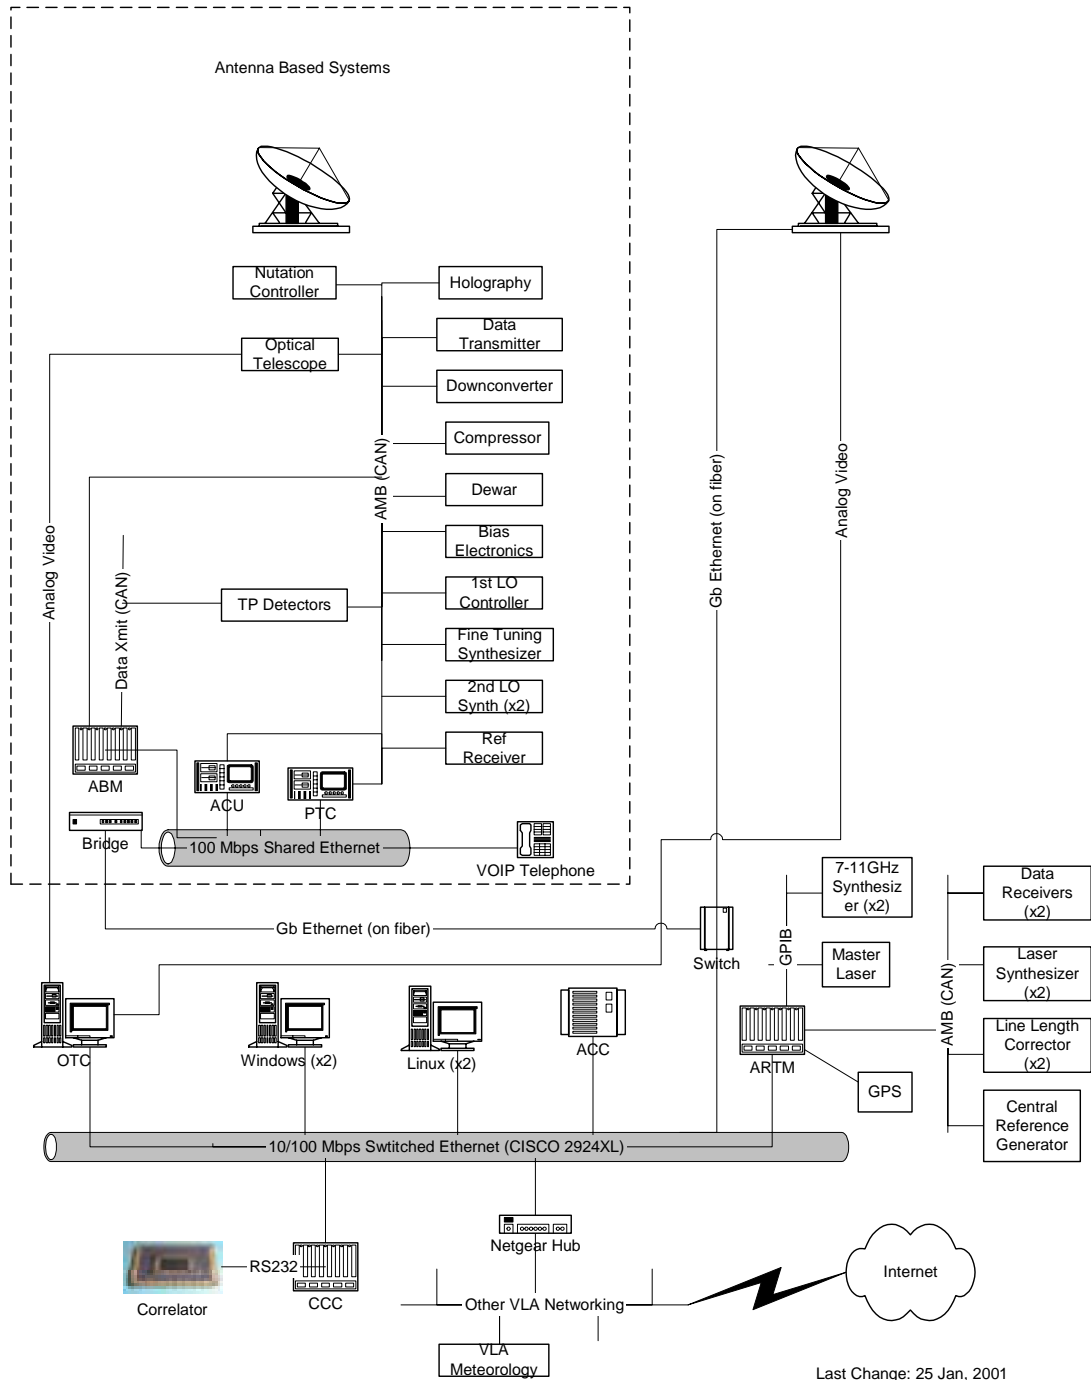 Antenna Based Systems
Nutation
Controller
Holography
Data
Transmitter
Optical
Telescope
Downconverter
Compressor
AMB (CAN)
Dewar
Bias
Electronics
1st LO
Controller
TP Detectors
Fine Tuning
Synthesizer
2nd LO
Synth (x2)
Ref
Receiver
Analog Video
Data Xmit (CAN)
Gb Ethernet (on fiber)
Analog Video
ABM
ACU
PTC
Bridge
100 Mbps Shared Ethernet
VOIP Telephone
Gb Ethernet (on fiber)
Switch
7-11GHz
Synthesiz
er (x2)
GPIB
Master
Laser
Data
Receivers
(x2)
Laser
Synthesizer
(x2)
AMB (CAN)
Line Length
Corrector
(x2)
Central
Reference
Generator
OTC
Windows (x2)
Linux (x2)
ACC
ARTM
GPS
10/100 Mbps Swtitched Ethernet (CISCO 2924XL)
Netgear Hub
Correlator
RS232
CCC
Other VLA Networking
Internet
VLA
Meteorology
Last Change: 25 Jan, 2001